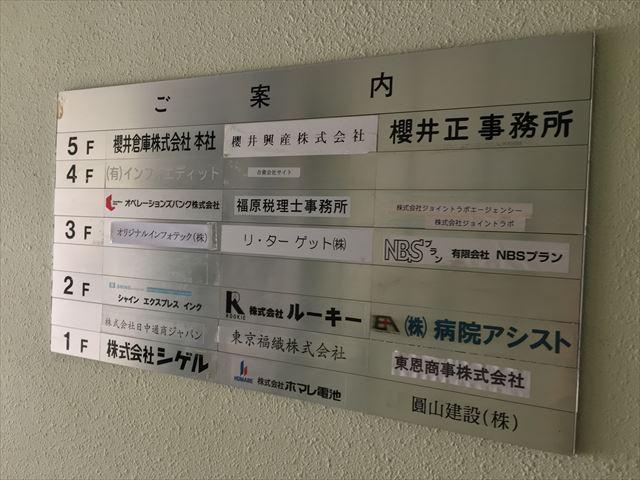 ご案内
5F 櫻井倉庫株式会社 本社 櫻井興産株式会社 櫻井正 事務所
4F (有)インフィニディット 合資会社サイト
オペレーションズバンク株式会社 福原税理士事務所 株式会社ジョイントラボエージェンシー
株式会社ジョイントラボ
3F オリジナルインフォテック(株) リ・ターゲット(株) NBSプラン 有限会社 NBSプラン
2F シャイン エクスプレス インク ROOKIE 株式会社 ルーキー (株)病院アシスト
株式会社日中通商ジャパン 東京福織株式会社 東恩商事株式会社
1F 株式会社シゲル HOMARE 株式会社ホマレ電池 圓山建設(株)